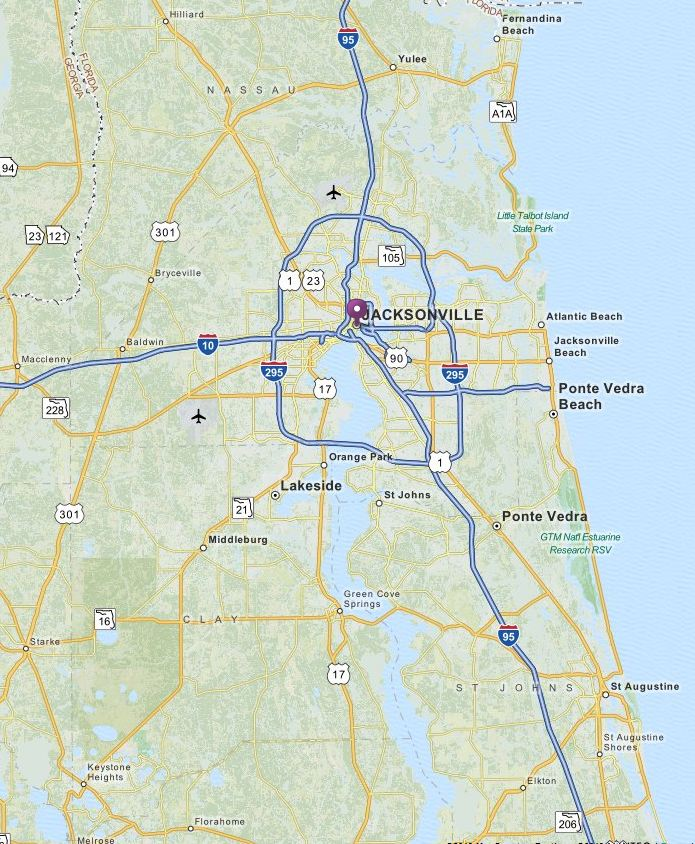 FLORIDA
Hilliard
Fernandina
Beach
95
Yulee
FLORIDA
GEORGIA
NASSAU
A1A
94
Little Talbot Island
State Park
301
23
121
105
Bryceville
1
23
JACKSONVILLE
Atlantic Beach
Baldwin
10
Jacksonville
Beach
Macclenny
90
295
295
17
Ponte Vedra
Beach
228
Orange Park
1
Lakeside
St Johns
21
301
Ponte Vedra
Middleburg
GTM Nat'l Estuarine
Research RSV
Green Cove
Springs
16
CLAY
95
Starke
17
ST JOHNS
St Augustine
St Augustine
Shores
Keystone
Heights
Elkton
Florahome
206
Melrose